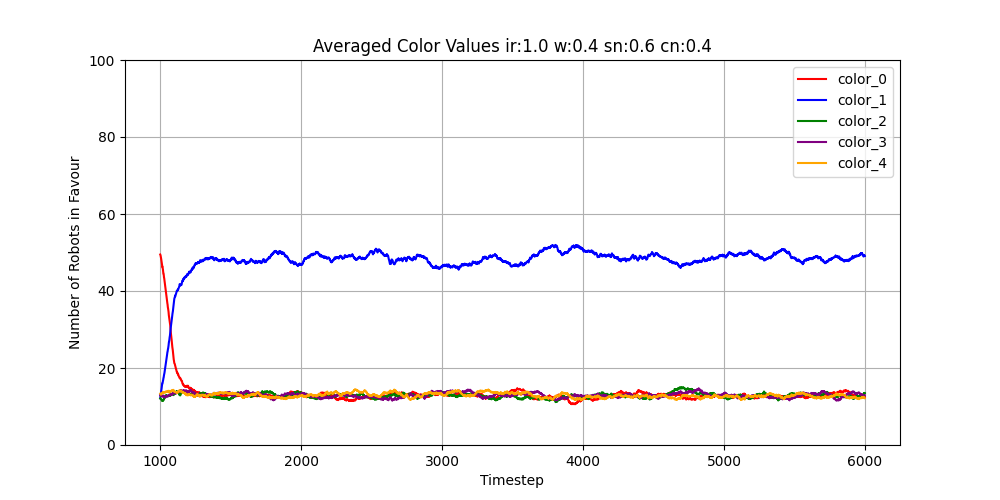 Averaged Color Values ir:1.0 w:0.4 sn:0.6 cn:0.4
100
80
60
40
20
0
Number of Robots in Favour
color_0
color_1
color_2
color_3
color_4
1000 2000 3000 4000 5000 6000
Timestep